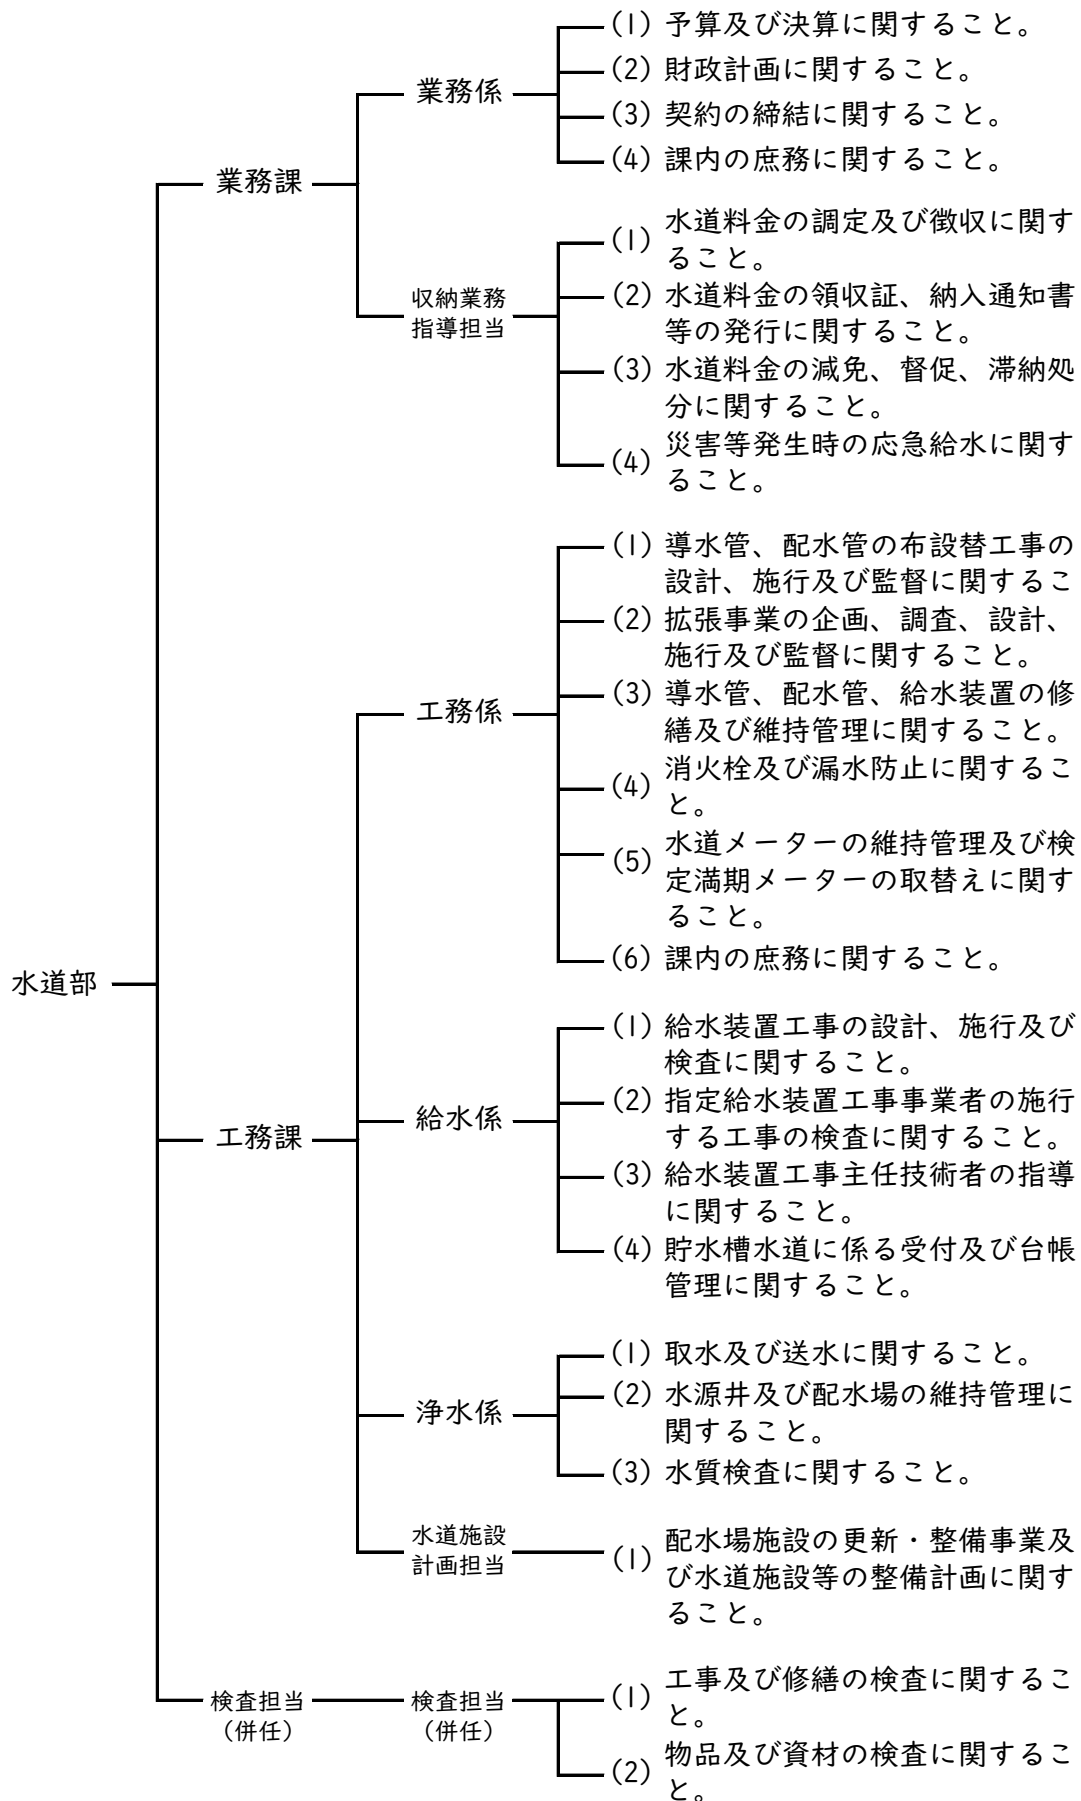 水道部
業務課
業務係
(1) 予算及び決算に関すること。
(2) 財政計画に関すること。
(3) 契約の締結に関すること。
(4) 課内の庶務に関すること。
収納業務
指導担当
(1) 水道料金の調定及び徴収に関す
ること。
(2) 水道料金の領収証、納入通知書
等の発行に関すること。
(3) 水道料金の減免、督促、滞納処
分に関すること。
(4) 災害等発生時の応急給水に関す
ること。
工務課
工務係
(1) 導水管、配水管の布設替工事の
設計、施行及び監督に関するこ
(2) 拡張事業の企画、調査、設計、
施行及び監督に関すること。
(3) 導水管、配水管、給水装置の修
繕及び維持管理に関すること。
(4) 消火栓及び漏水防止に関するこ
と。
(5) 水道メーターの維持管理及び検
定満期メーターの取替えに関す
ること。
(6) 課内の庶務に関すること。
給水係
(1) 給水装置工事の設計、施行及び
検査に関すること。
(2) 指定給水装置工事事業者の施行
する工事の検査に関すること。
(3) 給水装置工事主任技術者の指導
に関すること。
(4) 貯水槽水道に係る受付及び台帳
管理に関すること。
浄水係
(1) 取水及び送水に関すること。
(2) 水源井及び配水場の維持管理に
関すること。
(3) 水質検査に関すること。
水道施設
計画担当
(1) 配水場施設の更新・整備事業及
び水道施設等の整備計画に関す
ること。
検査担当
（併任）
検査担当
（併任）
(1) 工事及び修繕の検査に関するこ
と。
(2) 物品及び資材の検査に関するこ
と。